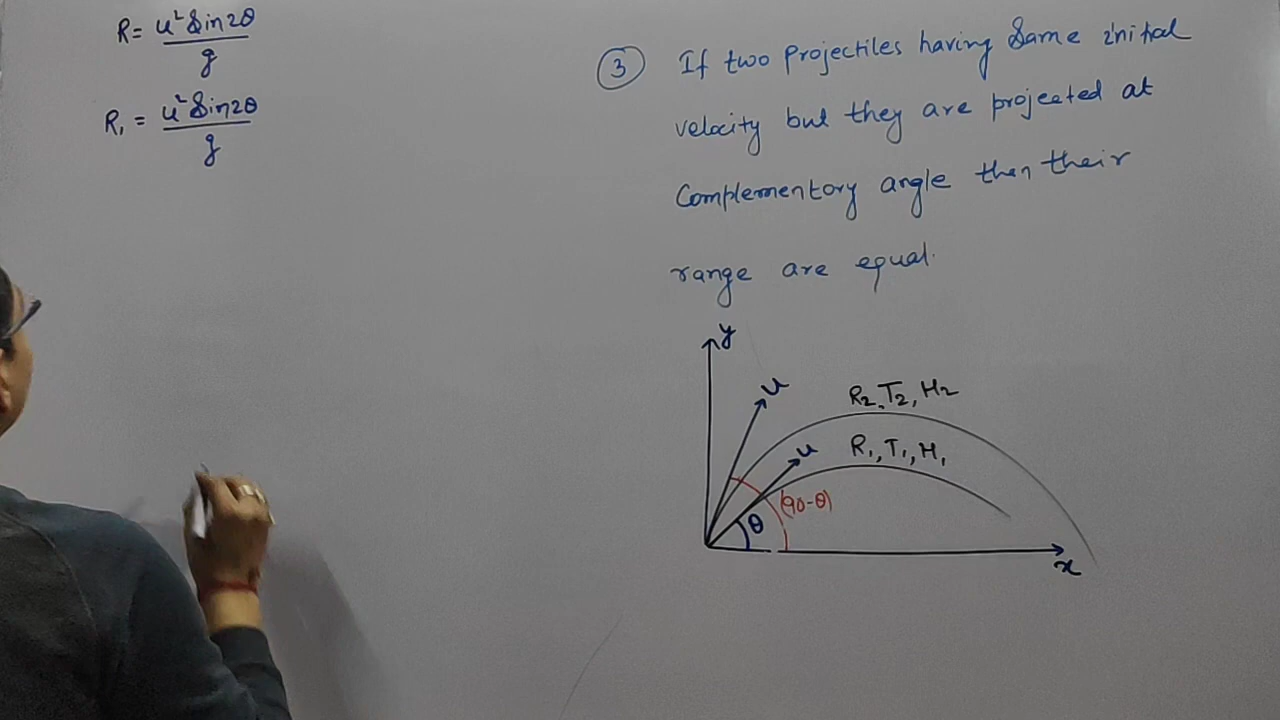 R = u² Sin2θ
g
R₁ = u² Sin2θ
g
③ If two projectiles having Same initial
velocity but they are projected at
Complementory angle then their
range are equal.
y
u
R₂, T₂, H₂
u
R₁, T₁, H₁
(90-θ)
θ
x